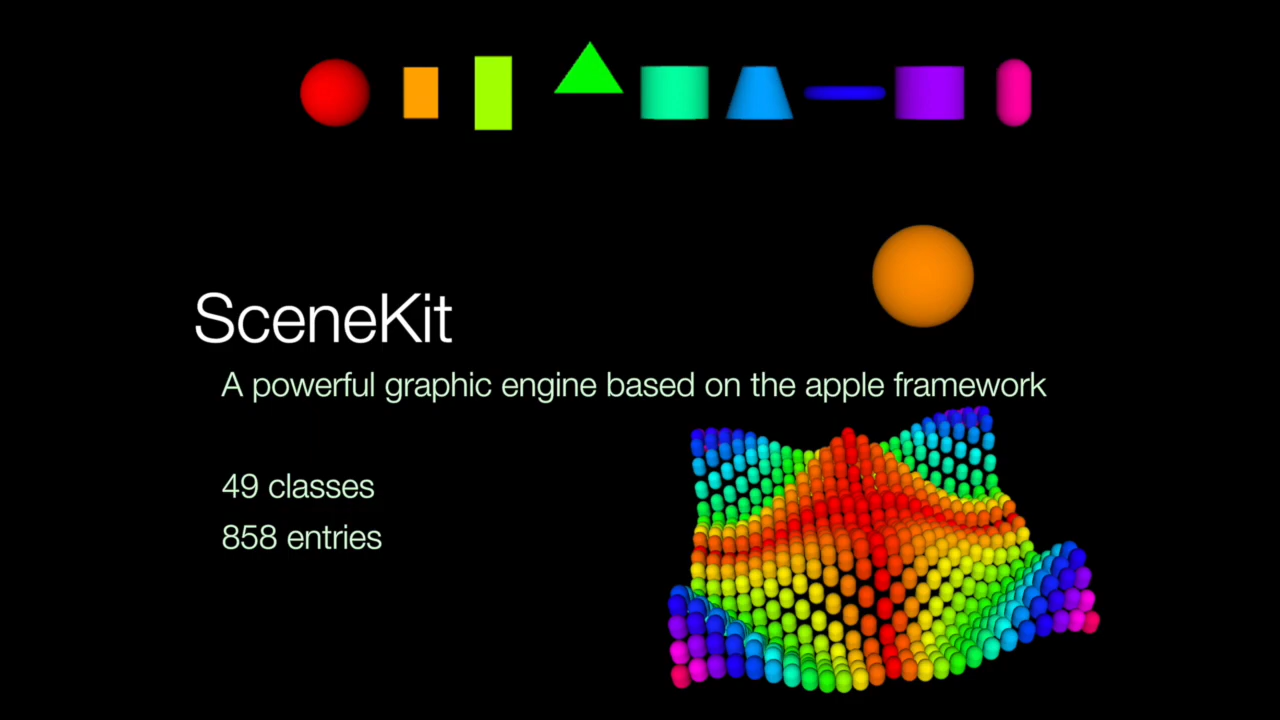 SceneKit
A powerful graphic engine based on the apple framework
49 classes
858 entries